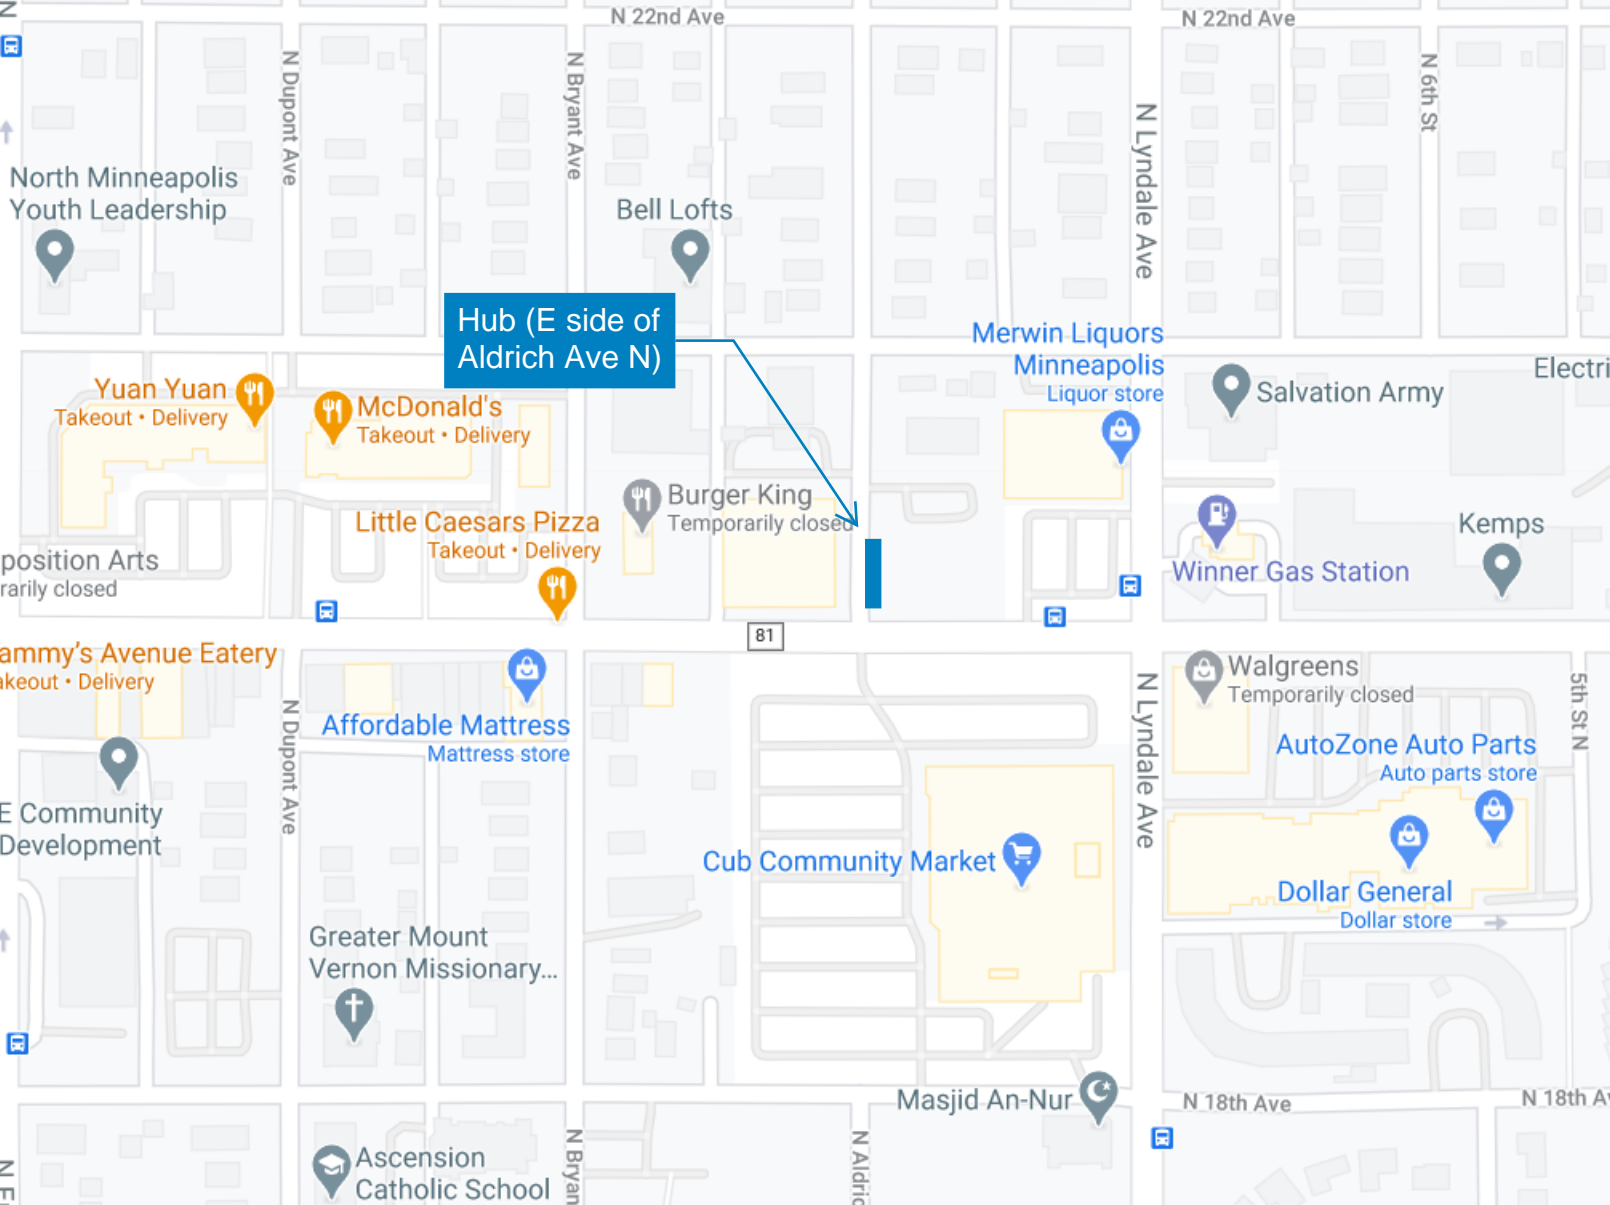 N 22nd Ave
N 22nd Ave
N
N Dupont Ave
N Bryant Ave
N Lyndale Ave
N 6th St
North Minneapolis
Youth Leadership
Bell Lofts
Hub (E side of
Aldrich Ave N)
Merwin Liquors
Minneapolis
Liquor store
Salvation Army
Electri
Yuan Yuan
Takeout • Delivery
McDonald's
Takeout • Delivery
Burger King
Temporarily closed
Little Caesars Pizza
Takeout • Delivery
Kemps
position Arts
rarily closed
Winner Gas Station
81
ammy's Avenue Eatery
akeout • Delivery
Walgreens
Temporarily closed
N Dupont Ave
N Lyndale Ave
5th St N
Affordable Mattress
Mattress store
AutoZone Auto Parts
Auto parts store
E Community
Development
Cub Community Market
Dollar General
Dollar store
Greater Mount
Vernon Missionary...
Masjid An-Nur
N 18th Ave
N 18th Av
Ascension
Catholic School
N Bryan
N Aldric